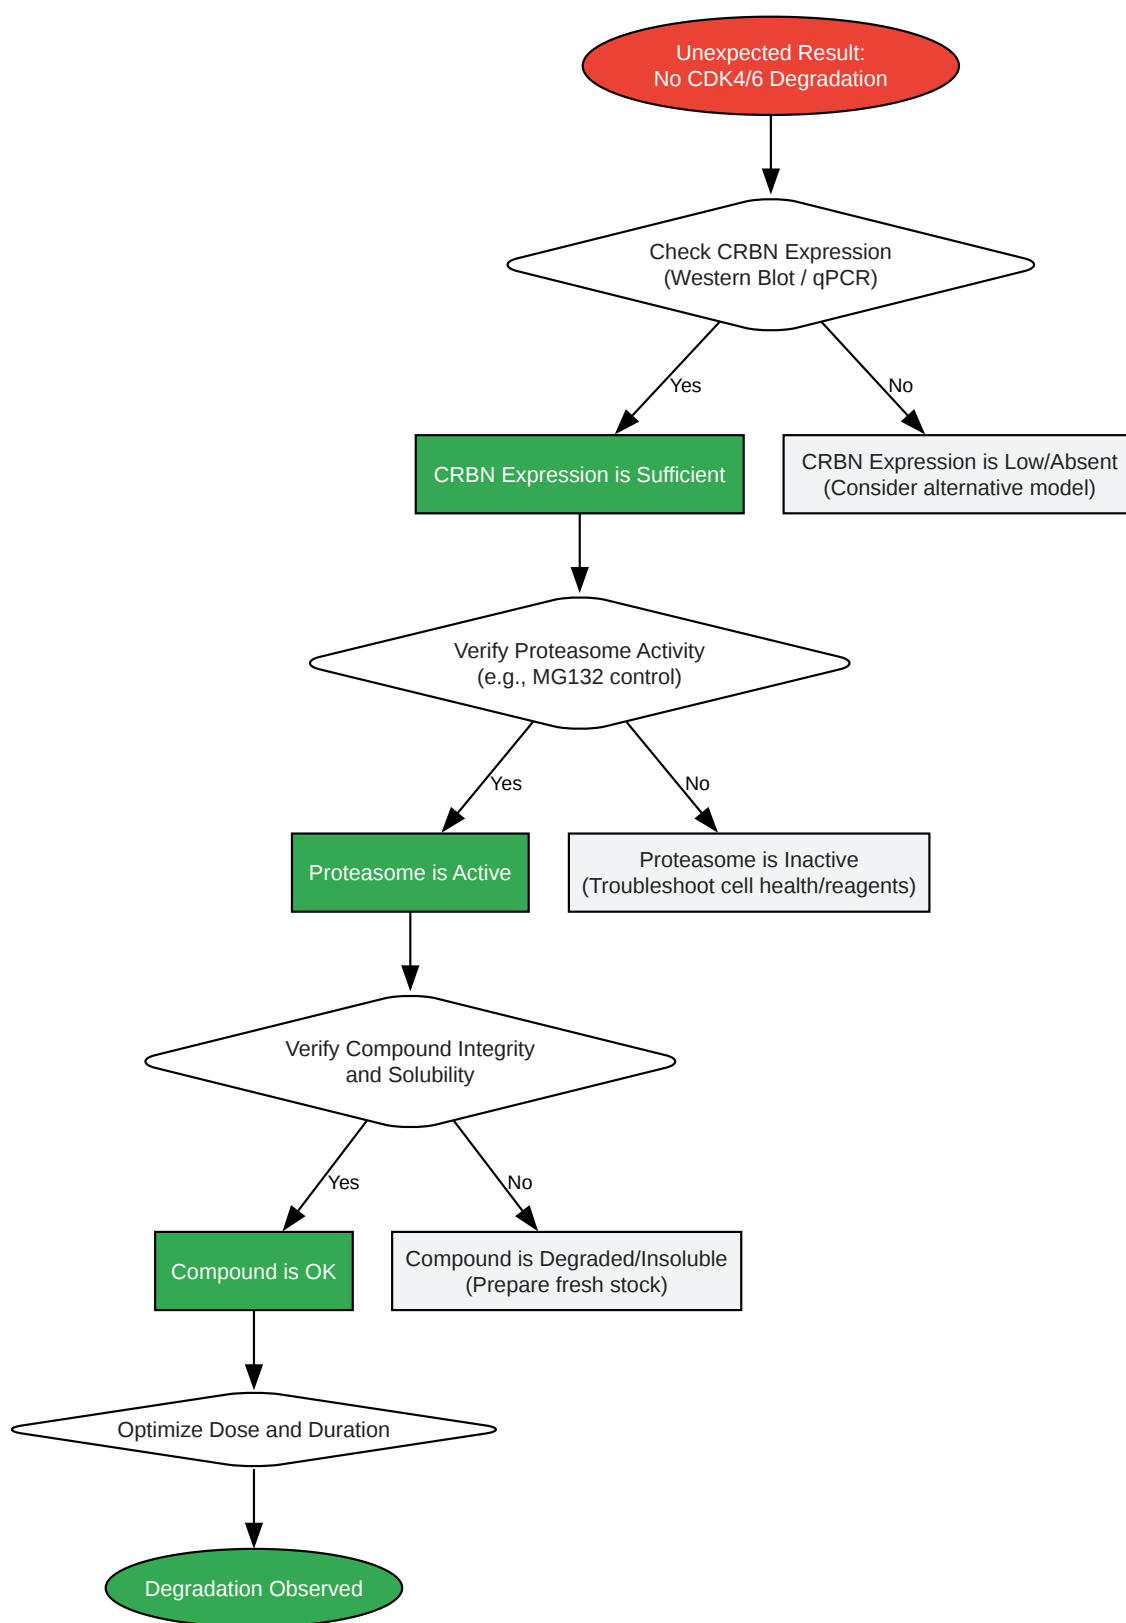 Unexpected Result:
No CDK4/6 Degradation
Check CRBN Expression
(Western Blot / qPCR)
Yes
No
CRBN Expression is Sufficient
CRBN Expression is Low/Absent
(Consider alternative model)
Verify Proteasome Activity
(e.g., MG132 control)
Yes
No
Proteasome is Active
Proteasome is Inactive
(Troubleshoot cell health/reagents)
Verify Compound Integrity
and Solubility
Yes
No
Compound is OK
Compound is Degraded/Insoluble
(Prepare fresh stock)
Optimize Dose and Duration
Degradation Observed